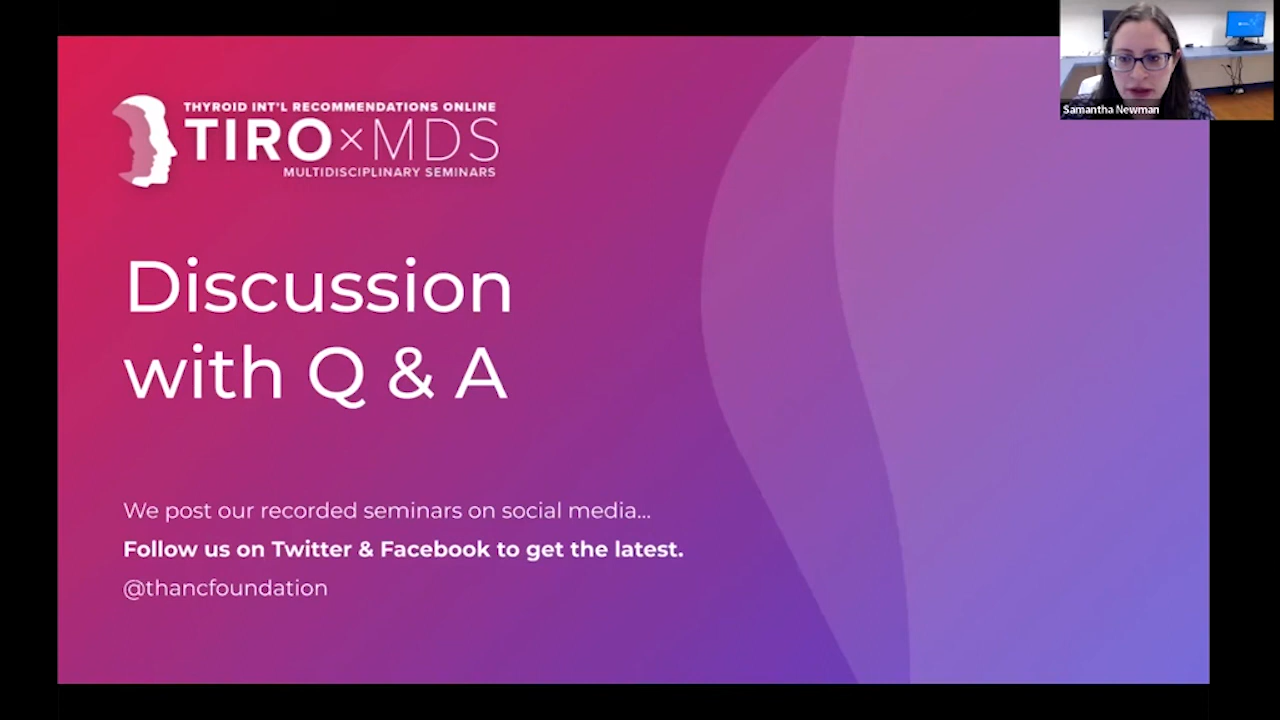 THYROID INT'L RECOMMENDATIONS ONLINE
TIRO×MDS
MULTIDISCIPLINARY SEMINARS
Discussion
with Q & A
We post our recorded seminars on social media...
Follow us on Twitter & Facebook to get the latest.
@thancfoundation
Samantha Newman